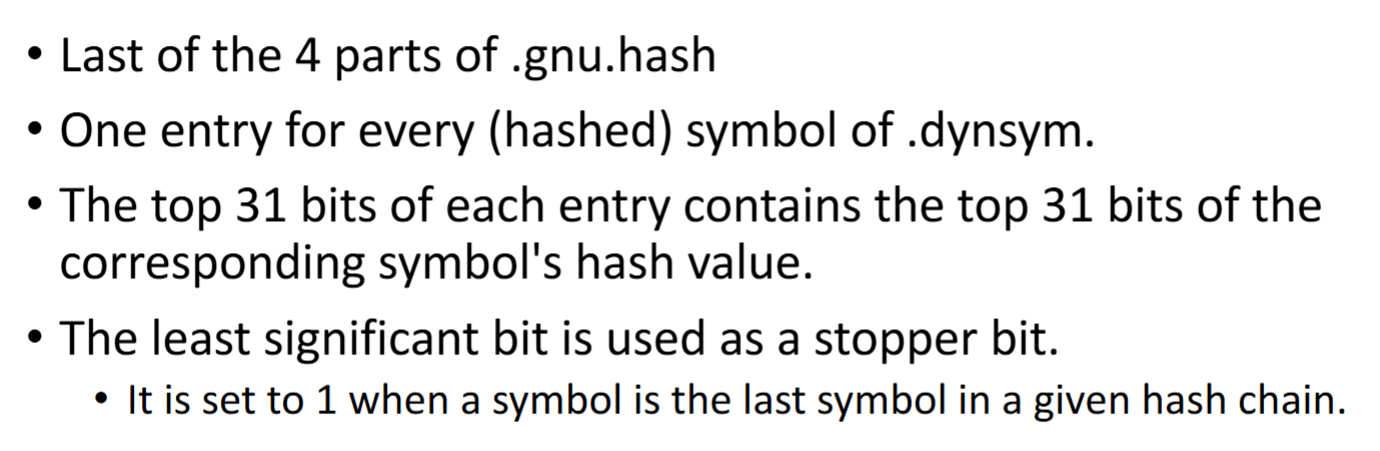 • Last of the 4 parts of .gnu.hash
• One entry for every (hashed) symbol of .dynsym.
• The top 31 bits of each entry contains the top 31 bits of the
corresponding symbol's hash value.
• The least significant bit is used as a stopper bit.
• It is set to 1 when a symbol is the last symbol in a given hash chain.